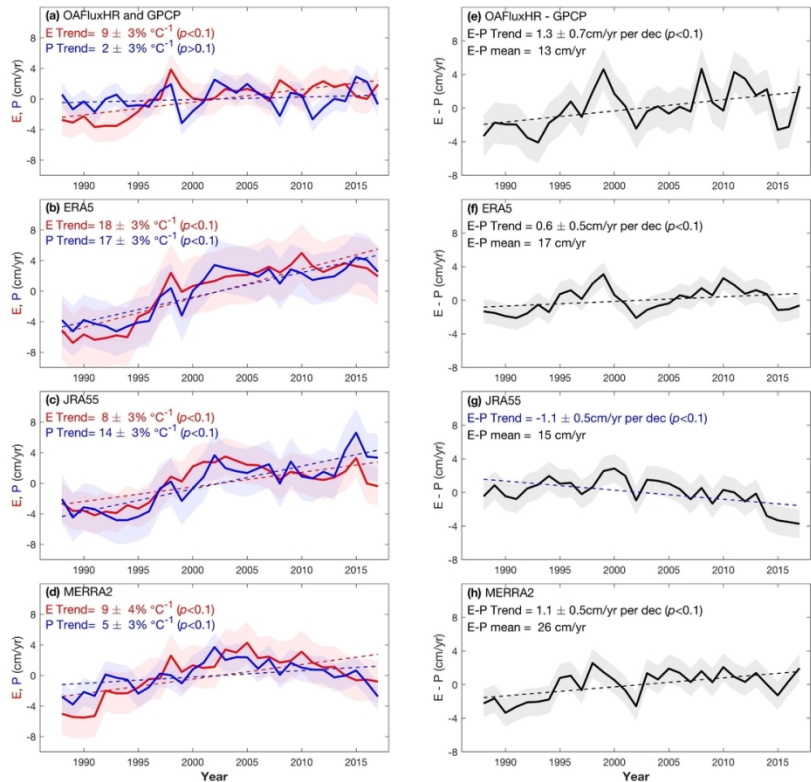 (a) OAFluxHR and GPCP
E Trend= 9 ± 3% °C⁻¹ (p<0.1)
P Trend= 2 ± 3% °C⁻¹ (p>0.1)
E, P (cm/yr)
8
4
0
-4
-8
1990 1995 2000 2005 2010 2015
(b) ERA5
E Trend= 18 ± 3% °C⁻¹ (p<0.1)
P Trend= 17 ± 3% °C⁻¹ (p<0.1)
E, P (cm/yr)
8
4
0
-4
-8
1990 1995 2000 2005 2010 2015
(c) JRA55
E Trend= 8 ± 3% °C⁻¹ (p<0.1)
P Trend= 14 ± 3% °C⁻¹ (p<0.1)
E, P (cm/yr)
8
4
0
-4
-8
1990 1995 2000 2005 2010 2015
(d) MERRA2
E Trend= 9 ± 4% °C⁻¹ (p<0.1)
P Trend= 5 ± 3% °C⁻¹ (p<0.1)
E, P (cm/yr)
8
4
0
-4
-8
1990 1995 2000 2005 2010 2015
Year
(e) OAFluxHR - GPCP
E-P Trend = 1.3 ± 0.7cm/yr per dec (p<0.1)
E-P mean = 13 cm/yr
E - P (cm/yr)
8
4
0
-4
-8
1990 1995 2000 2005 2010 2015
(f) ERA5
E-P Trend = 0.6 ± 0.5cm/yr per dec (p<0.1)
E-P mean = 17 cm/yr
E - P (cm/yr)
8
4
0
-4
-8
1990 1995 2000 2005 2010 2015
(g) JRA55
E-P Trend = -1.1 ± 0.5cm/yr per dec (p<0.1)
E-P mean = 15 cm/yr
E - P (cm/yr)
8
4
0
-4
-8
1990 1995 2000 2005 2010 2015
(h) MERRA2
E-P Trend = 1.1 ± 0.5cm/yr per dec (p<0.1)
E-P mean = 26 cm/yr
E - P (cm/yr)
8
4
0
-4
-8
1990 1995 2000 2005 2010 2015
Year